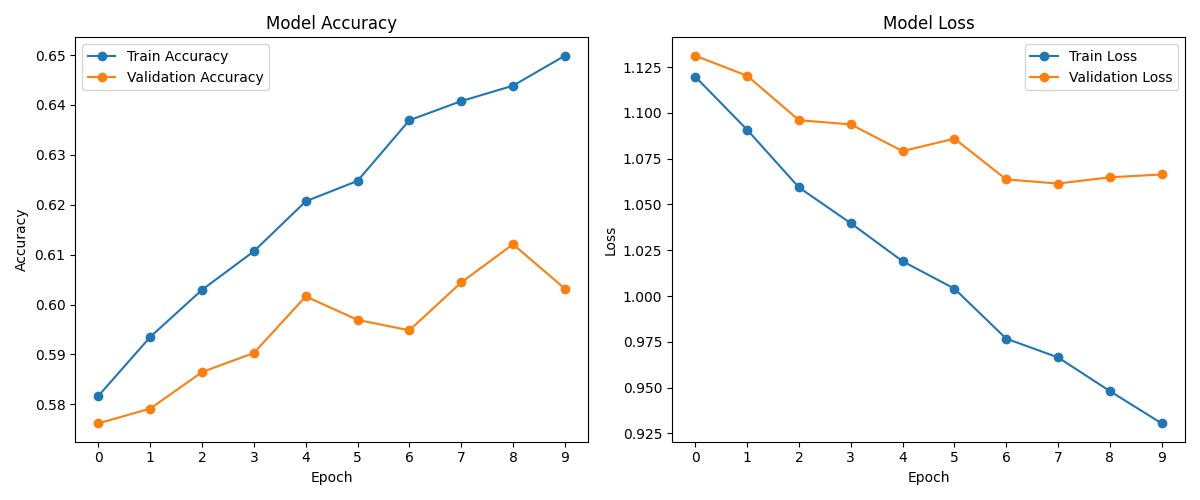 Model Accuracy
Train Accuracy
Validation Accuracy
0.65
0.64
0.63
0.62
0.61
0.60
0.59
0.58
Accuracy
0 1 2 3 4 5 6 7 8 9
Epoch
Model Loss
Train Loss
Validation Loss
1.125
1.100
1.075
1.050
1.025
1.000
0.975
0.950
0.925
Loss
0 1 2 3 4 5 6 7 8 9
Epoch